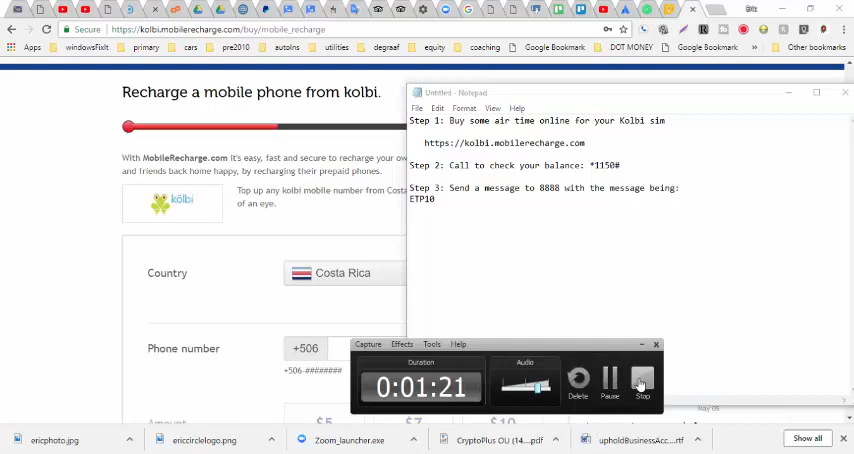 Secure https://kolbi.mobilerecharge.com/buy/mobile_recharge
Apps windowsFixIt primary cars pre2010 autoIns utilities degraaf equity coaching Google Bookmark DOT MONEY Google Bookmark » Other bookmarks
Recharge a mobile phone from kolbi.
With MobileRecharge.com it's easy, fast and secure to recharge your ow
and friends back home happy, by recharging their prepaid phones.
kölbi
Top up any kolbi mobile number from Costa
of an eye.
Country
Costa Rica
Phone number
+506
+506-########
Amount
$5 $7 $10
Untitled - Notepad
File Edit Format View Help
Step 1: Buy some air time online for your Kolbi sim
https://kolbi.mobilerecharge.com
Step 2: Call to check your balance: *1150#
Step 3: Send a message to 8888 with the message being:
ETP10
Capture Effects Tools Help
Duration
0:01:21
Audio
Delete Pause Stop
May 05
ericphoto.jpg
ericcirclelogo.png
Zoom_launcher.exe
CryptoPlus OU (14....pdf
upholdBusinessAcc....rtf
Show all